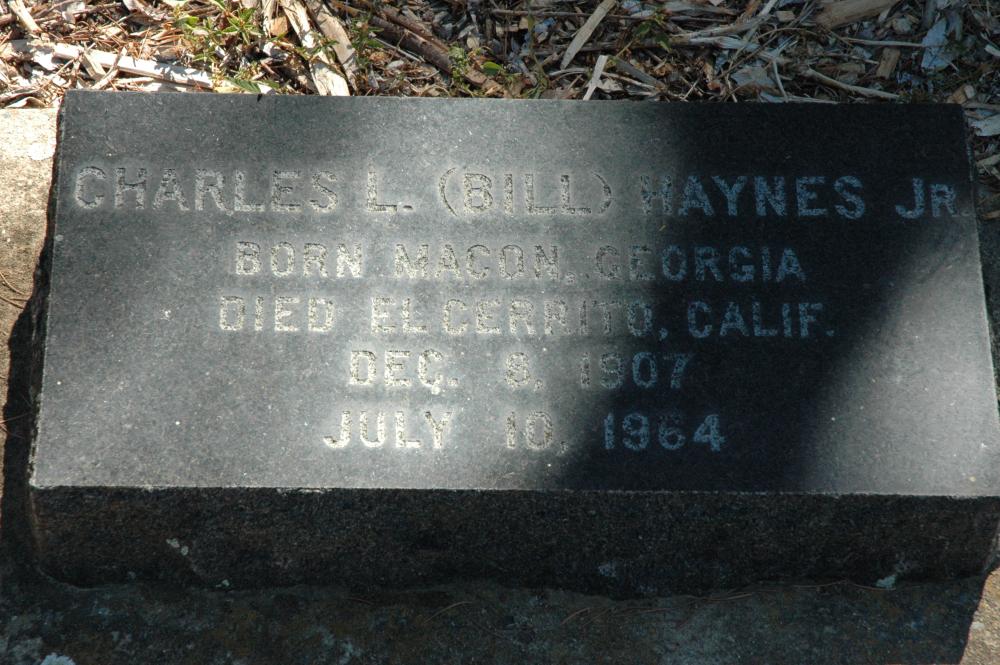 CHARLES L. (BILL) HAYNES JR.
BORN MACON, GEORGIA
DIED EL CERRITO, CALIF.
DEC. 8, 1907
JULY 10, 1964